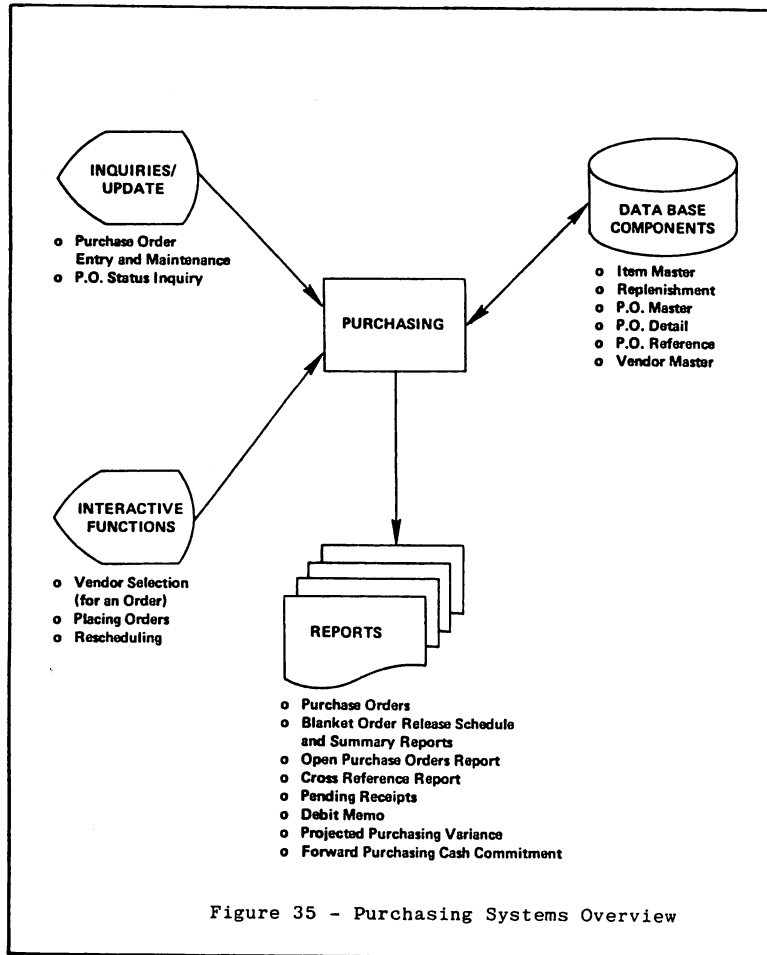 INQUIRIES/
UPDATE
o Purchase Order
Entry and Maintenance
o P.O. Status Inquiry
DATA BASE
COMPONENTS
o Item Master
o Replenishment
o P.O. Master
o P.O. Detail
o P.O. Reference
o Vendor Master
PURCHASING
INTERACTIVE
FUNCTIONS
o Vendor Selection
(for an Order)
o Placing Orders
o Rescheduling
REPORTS
o Purchase Orders
o Blanket Order Release Schedule
and Summary Reports
o Open Purchase Orders Report
o Cross Reference Report
o Pending Receipts
o Debit Memo
o Projected Purchasing Variance
o Forward Purchasing Cash Commitment
Figure 35 - Purchasing Systems Overview